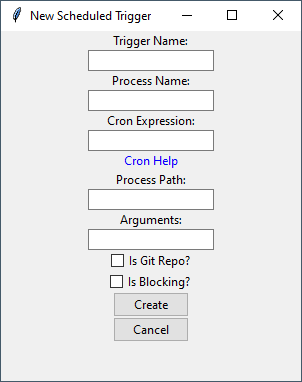 New Scheduled Trigger
Trigger Name:
Process Name:
Cron Expression:
Cron Help
Process Path:
Arguments:
Is Git Repo?
Is Blocking?
Create
Cancel